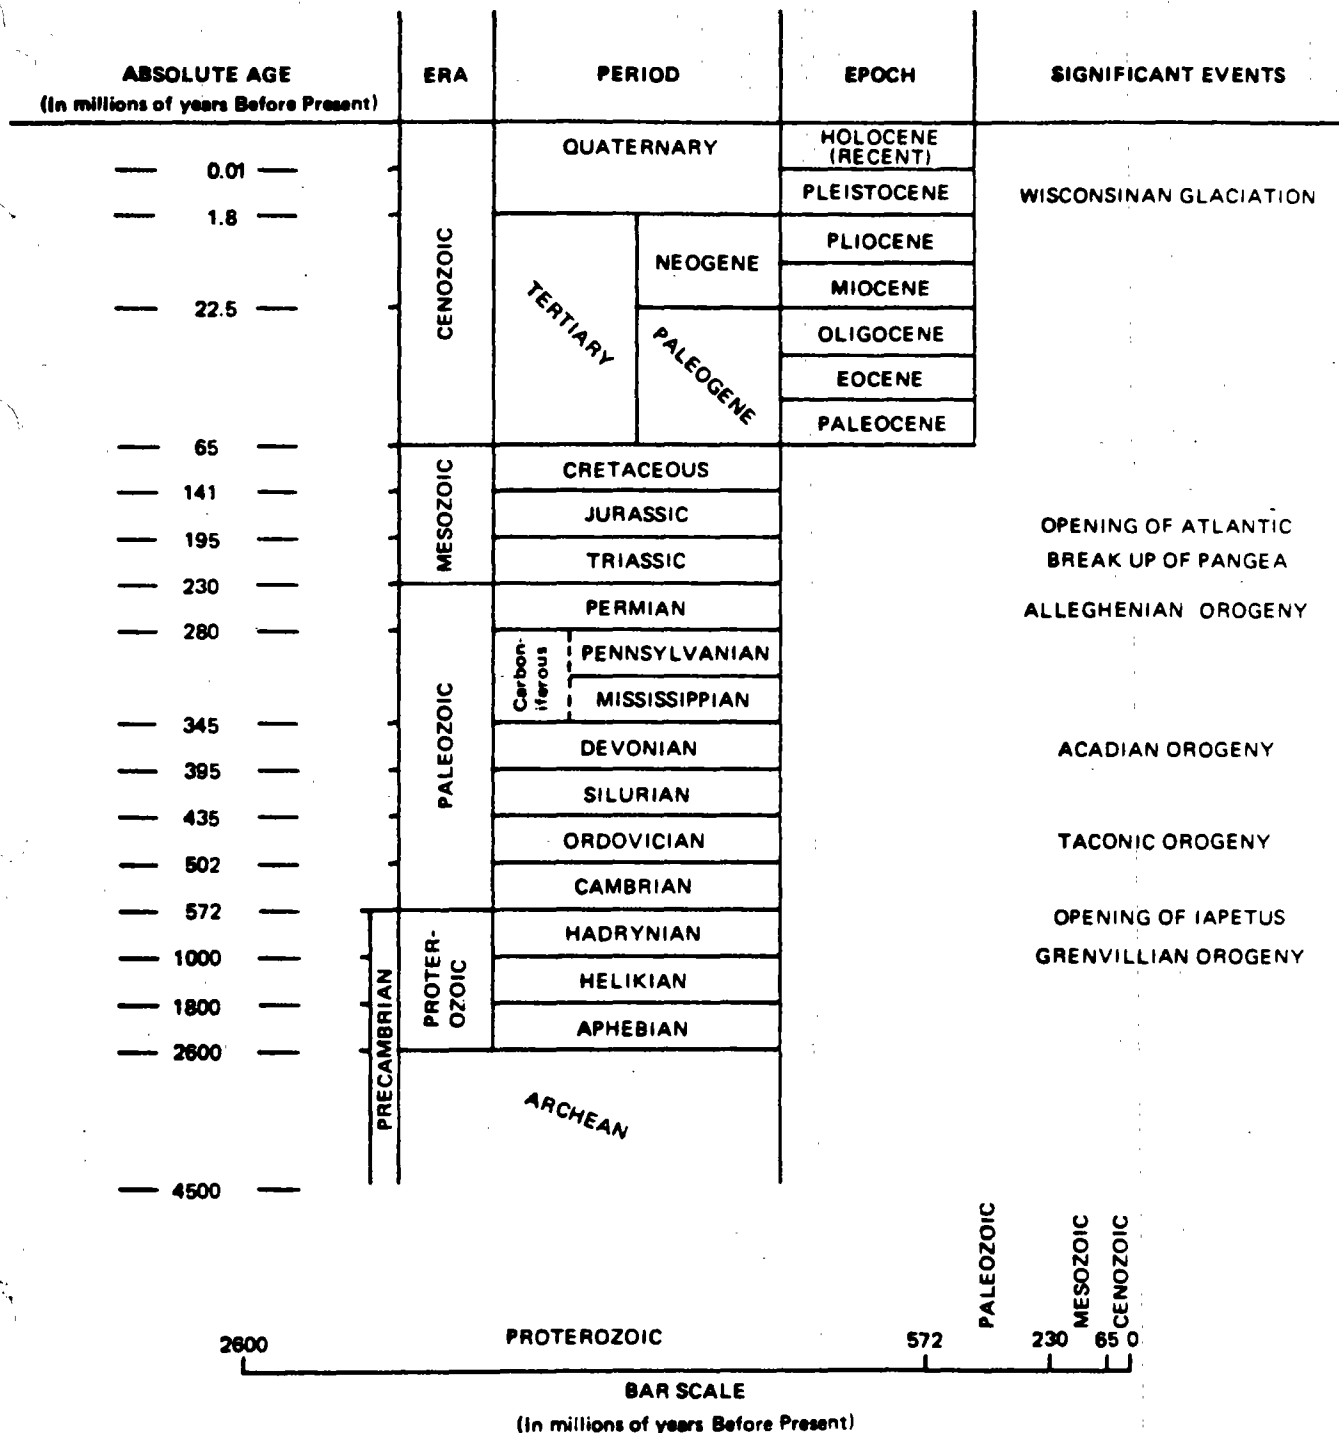 ABSOLUTE AGE
(In millions of years Before Present)
ERA
PERIOD
EPOCH
SIGNIFICANT EVENTS
0.01
1.8
22.5
65
141
195
230
280
345
395
435
502
572
1000
1800
2600
4500
PRECAMBRIAN
CENOZOIC
MESOZOIC
PALEOZOIC
PROTER-
OZOIC
QUATERNARY
TERTIARY
NEOGENE
PALEOGENE
CRETACEOUS
JURASSIC
TRIASSIC
PERMIAN
Carbon-
iferous
PENNSYLVANIAN
MISSISSIPPIAN
DEVONIAN
SILURIAN
ORDOVICIAN
CAMBRIAN
HADRYNIAN
HELIKIAN
APHEBIAN
ARCHEAN
HOLOCENE
(RECENT)
PLEISTOCENE
PLIOCENE
MIOCENE
OLIGOCENE
EOCENE
PALEOCENE
WISCONSINAN GLACIATION
OPENING OF ATLANTIC
BREAK UP OF PANGEA
ALLEGHENIAN OROGENY
ACADIAN OROGENY
TACONIC OROGENY
OPENING OF IAPETUS
GRENVILLIAN OROGENY
PROTEROZOIC
PALEOZOIC
MESOZOIC
CENOZOIC
2600
572
230
65
0
BAR SCALE
(In millions of years Before Present)